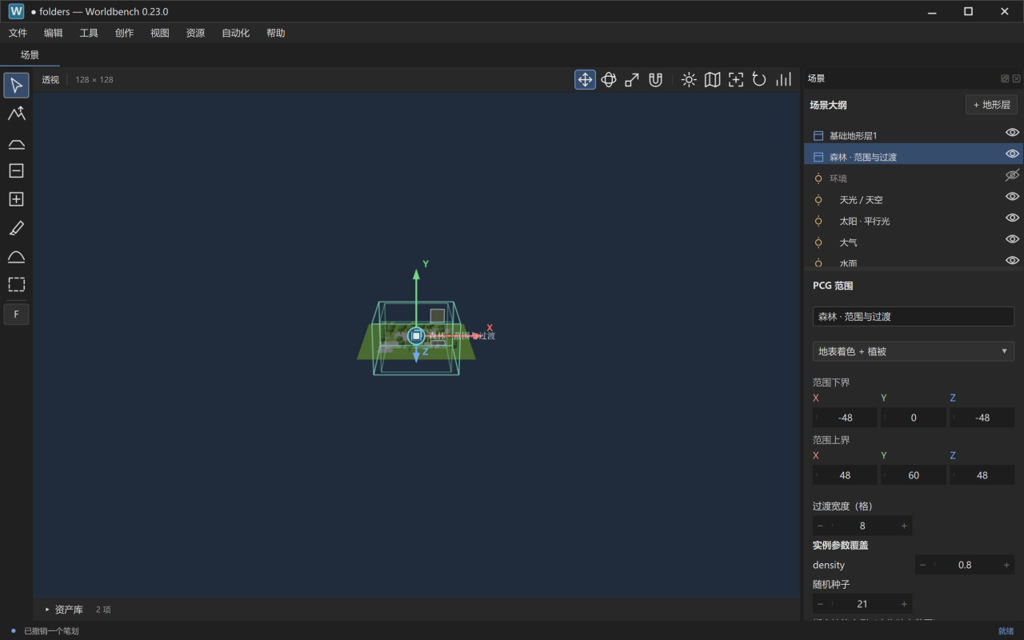 W ● folders — Worldbench 0.23.0
文件 编辑 工具 创作 视图 资源 自动化 帮助
场景
透视 128 × 128
场景
场景大纲
+ 地形层
基础地形层1
森林 · 范围与过渡
环境
天光 / 天空
太阳 · 平行光
大气
水面
F
Y
X
Z
PCG 范围
森林 · 范围与过渡
地表着色 + 植被
范围下界
X Y Z
-48 0 -48
范围上界
X Y Z
48 60 48
过渡宽度（格）
− 8 +
实例参数覆盖
density − 0.8 +
随机种子
− 21 +
资产库 2 项
已撤销一个笔划
就绪